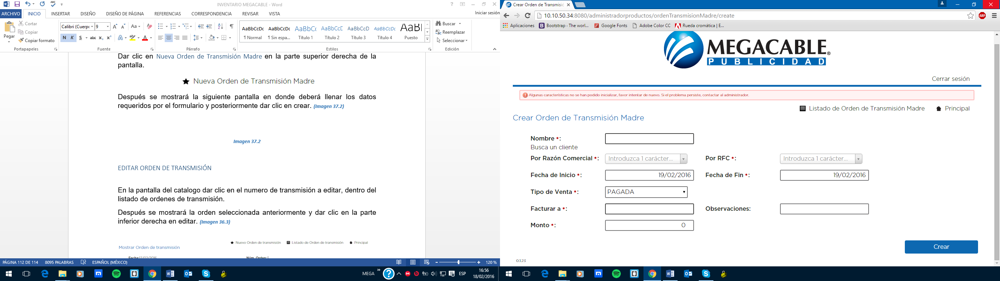 INVENTARIO MEGACABLE - Word
ARCHIVO INICIO INSERTAR DISEÑO DISEÑO DE PÁGINA REFERENCIAS CORRESPONDENCIA REVISAR VISTA Iniciar sesión
Pegar
Cortar
Copiar
Copiar formato
Portapapeles
Calibri (Cuerpo 9
N K S abc x₂ x²
Fuente
Párrafo
AaBbCcDc AaBbCcDc AaBbCc AaBbCcC AaBbCcD AaBbCcDc AaBl
¶ Normal ¶ Sin espa... Título 1 Título 2 Título 3 Título 4 Puesto
Estilos
Buscar
Reemplazar
Seleccionar
Edición
Dar clic en Nueva Orden de Transmisión Madre en la parte superior derecha de la
pantalla.
Nueva Orden de Transmisión Madre
Después se mostrará la siguiente pantalla en donde deberá llenar los datos
requeridos por el formulario y posteriormente dar clic en crear. (Imagen 37.2)
Imagen 37.2
EDITAR ORDEN DE TRANSMISIÓN
En la pantalla del catalogo dar clic en el numero de transmisión a editar, dentro del
listado de ordenes de transmisión.
Después se mostrará la orden seleccionada anteriormente y dar clic en la parte
inferior derecha en editar. (Imagen 36.3)
Nuevo Orden de transmisión Listado de Orden de transmisión Principal
Mostrar Orden de transmisión
Fecha:17/02/2016 Núm. Orden:3
PÁGINA 112 DE 114 8095 PALABRAS ESPAÑOL (MÉXICO) 120 %
MEGA ESP 16:56
18/02/2016
Crear Orden de Transmisic
10.10.50.34:8080/administradorproductos/ordenTransmisionMadre/create
ABP
Aplicaciones Bootstrap · The worl... Google Fonts Adobe Color CC Rueda cromática | E...
MEGACABLE®
PUBLICIDAD
Cerrar sesión
Algunas características no se han podido inicializar, favor intentar de nuevo. Si el problema persiste, contactar al administrador.
Listado de Orden de Transmisión Madre Principal
Crear Orden de Transmisión Madre
Nombre *:
Busca un cliente
Por Razón Comercial *: Introduzca 1 carácter... Por RFC *: Introduzca 1 carácter...
Fecha de Inicio *: 19/02/2016 Fecha de Fin *: 19/02/2016
Tipo de Venta *: PAGADA
Facturar a *: Observaciones:
Monto *: 0
Crear
0.1.23